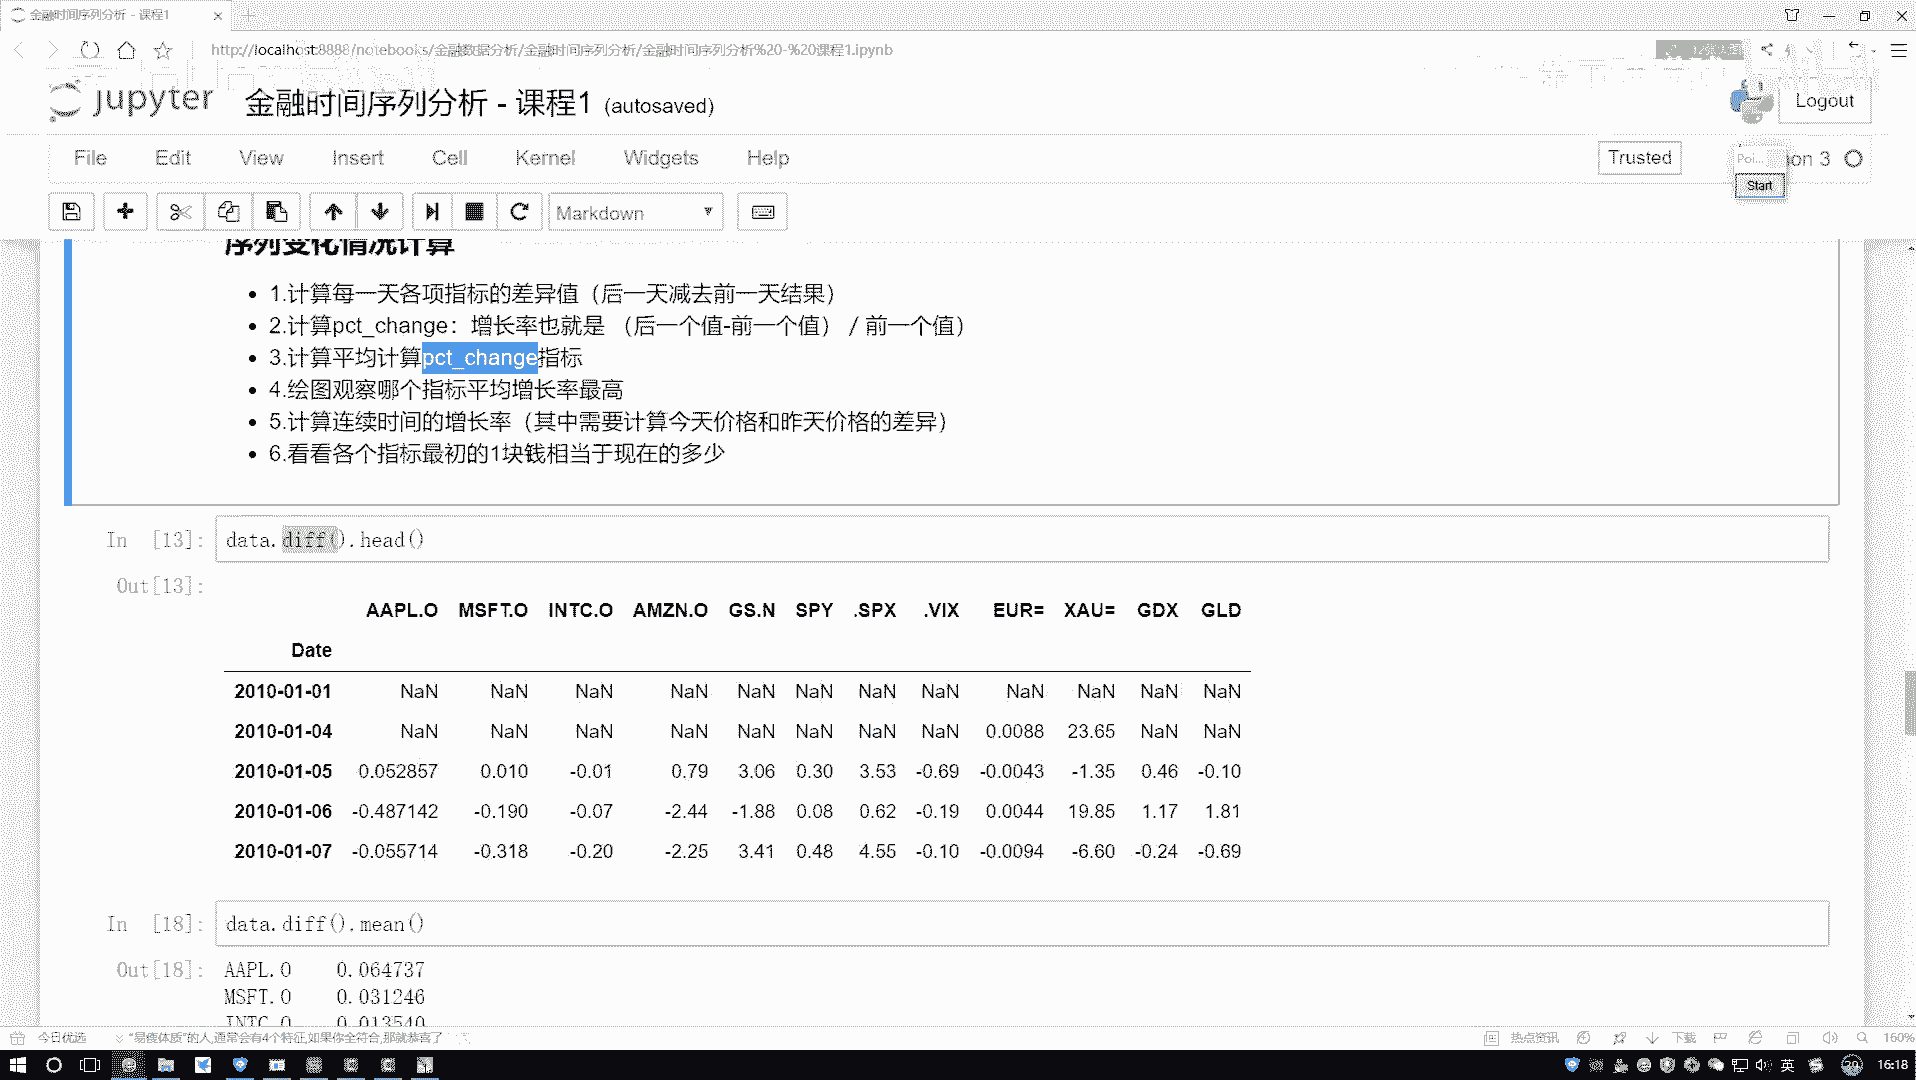 金融时间序列分析 - 课程1
http://localhost:8888/notebooks/金融数据分析/金融时间序列分析/金融时间序列分析%20-%20课程1.ipynb
jupyter 金融时间序列分析 - 课程1 (autosaved)
Logout
File Edit View Insert Cell Kernel Widgets Help
Trusted
Poi... on 3
Start
Markdown
序列变化情况计算
1.计算每一天各项指标的差异值（后一天减去前一天结果）
2.计算pct_change：增长率也就是 （后一个值-前一个值） / 前一个值）
3.计算平均计算pct_change指标
4.绘图观察哪个指标平均增长率最高
5.计算连续时间的增长率（其中需要计算今天价格和昨天价格的差异）
6.看看各个指标最初的1块钱相当于现在的多少
In [13]: data.diff().head()
Out[13]:
AAPL.O MSFT.O INTC.O AMZN.O GS.N SPY .SPX .VIX EUR= XAU= GDX GLD
Date
2010-01-01 NaN NaN NaN NaN NaN NaN NaN NaN NaN NaN NaN NaN
2010-01-04 NaN NaN NaN NaN NaN NaN NaN NaN 0.0088 23.65 NaN NaN
2010-01-05 0.052857 0.010 -0.01 0.79 3.06 0.30 3.53 -0.69 -0.0043 -1.35 0.46 -0.10
2010-01-06 -0.487142 -0.190 -0.07 -2.44 -1.88 0.08 0.62 -0.19 0.0044 19.85 1.17 1.81
2010-01-07 -0.055714 -0.318 -0.20 -2.25 3.41 0.48 4.55 -0.10 -0.0094 -6.60 -0.24 -0.69
In [18]: data.diff().mean()
Out[18]: AAPL.O 0.064737
MSFT.O 0.031246
INTC.O 0.013540
今日优选 “易瘦体质”的人,通常会有4个特征,如果你全符合,那就恭喜了
热点资讯 下载 160%
英 16:18